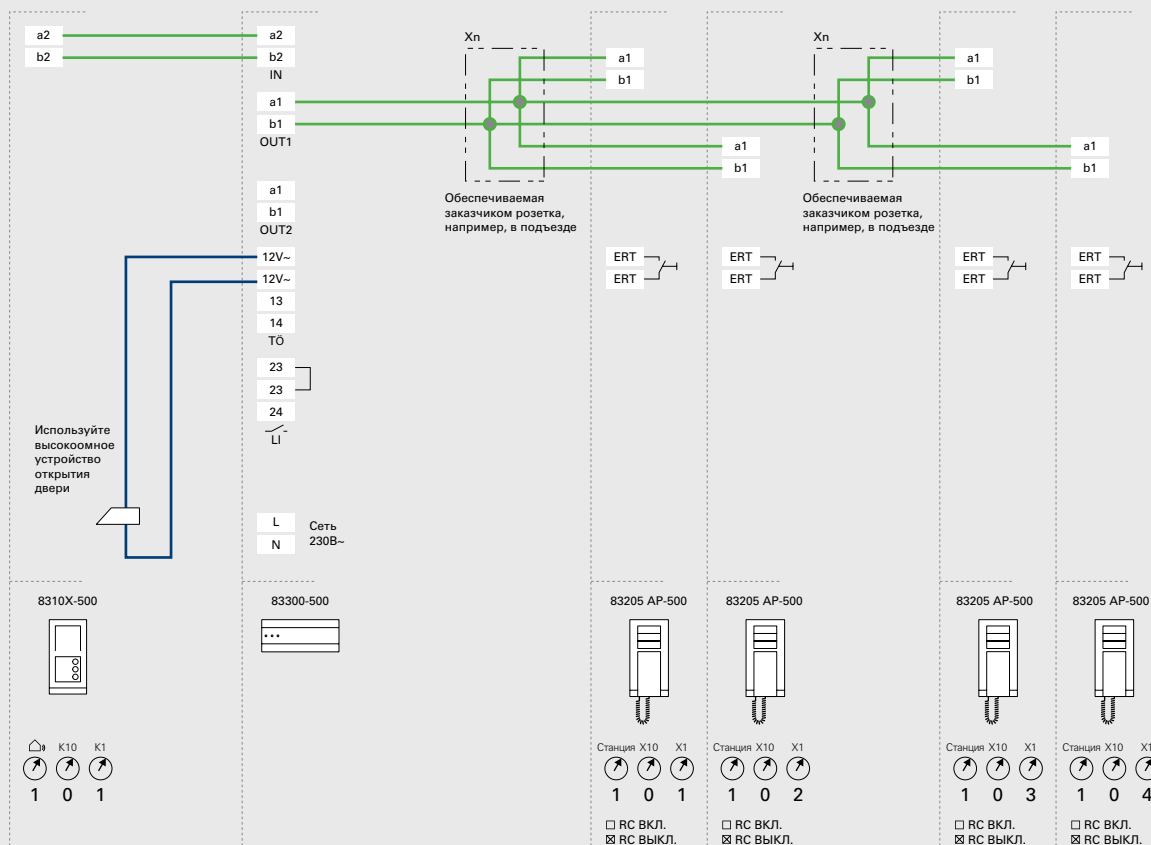 a2
b2
a2
b2
IN
a1
b1
OUT1
a1
b1
OUT2
12V~
12V~
13
14
TÖ
23
23
24
LI
L
N
Сеть
230В~
Используйте
высокоомное
устройство
открытия
двери
Xn
a1
b1
a1
b1
Обеспечиваемая
заказчиком розетка,
например, в подъезде
Xn
a1
b1
a1
b1
Обеспечиваемая
заказчиком розетка,
например, в подъезде
ERT
ERT
ERT
ERT
ERT
ERT
ERT
ERT
8310X-500
83300-500
83205 AP-500
83205 AP-500
83205 AP-500
83205 AP-500
K10 K1
1 0 1
Станция X10 X1
1 0 1
RC ВКЛ.
RC ВЫКЛ.
Станция X10 X1
1 0 2
RC ВКЛ.
RC ВЫКЛ.
Станция X10 X1
1 0 3
RC ВКЛ.
RC ВЫКЛ.
Станция X10 X1
1 0 4
RC ВКЛ.
RC ВЫКЛ.